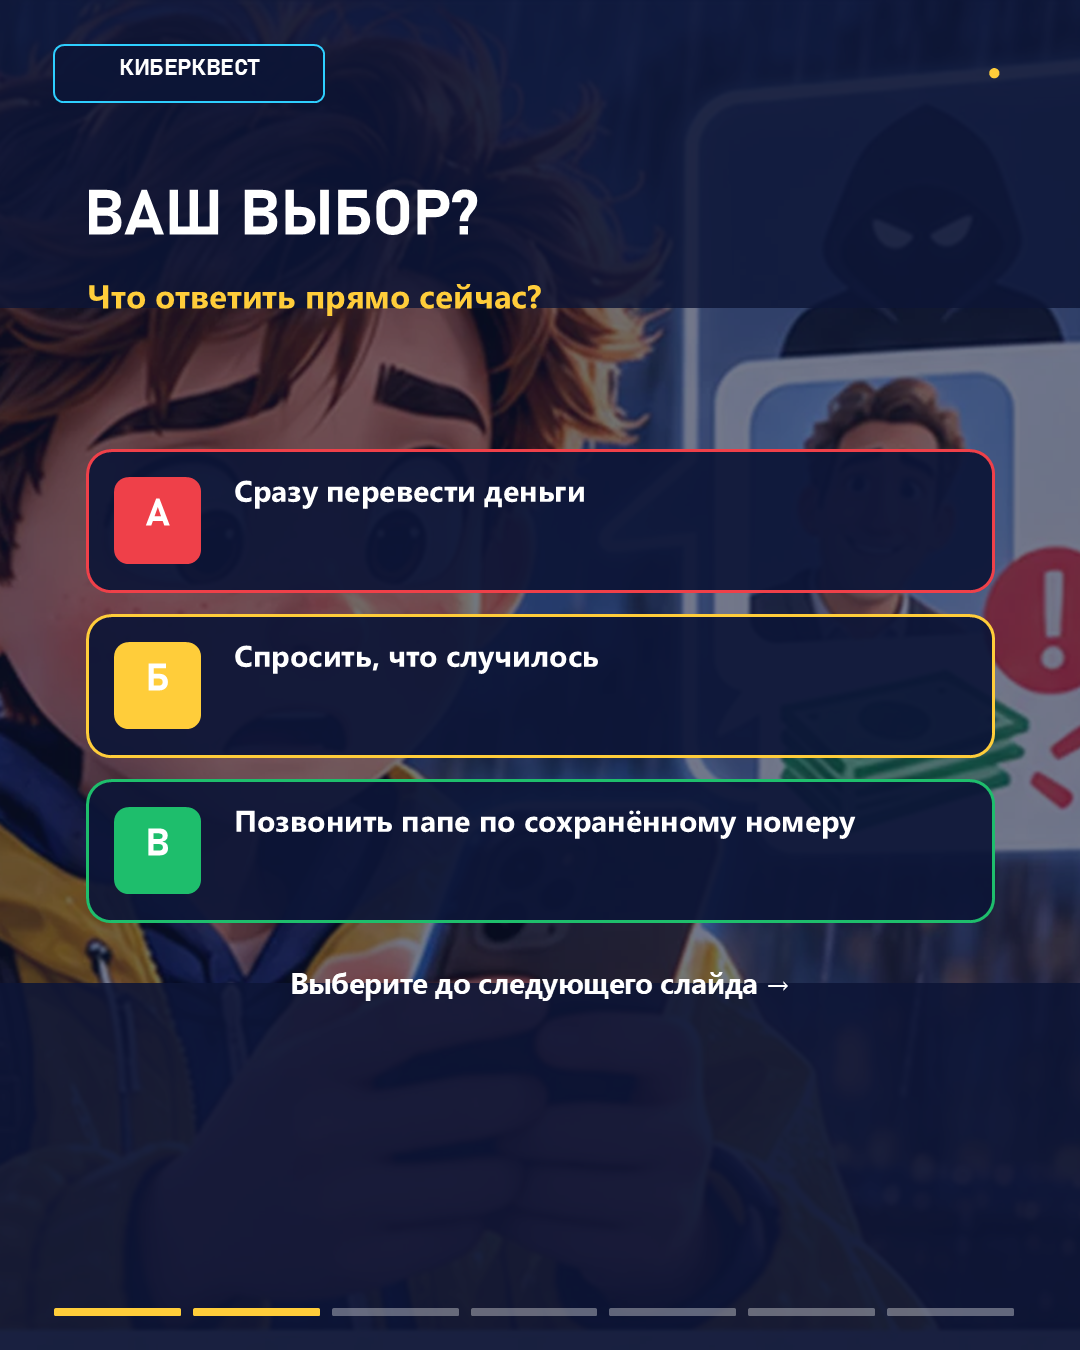 КИБЕРКВЕСТ
ВАШ ВЫБОР?
Что ответить прямо сейчас?
А
Сразу перевести деньги
Б
Спросить, что случилось
В
Позвонить папе по сохранённому номеру
Выберите до следующего слайда →